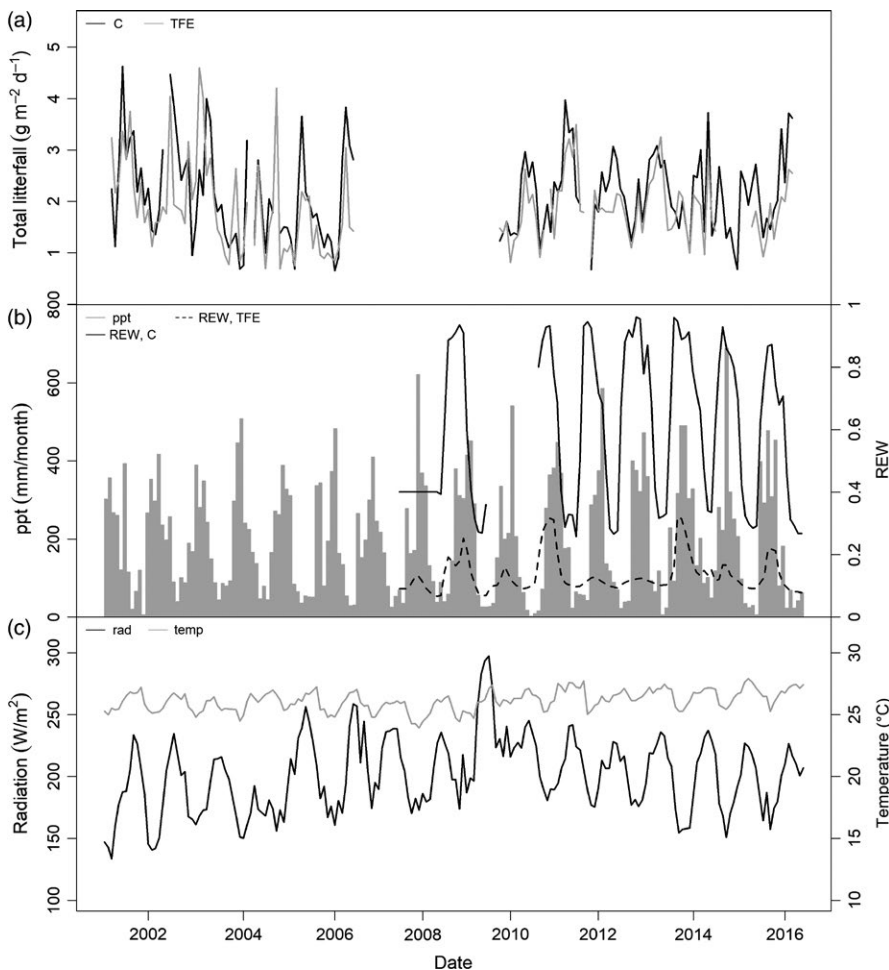 (a)
C TFE
Total litterfall (g m⁻² d⁻¹)
5
4
3
2
1
(b)
ppt REW, TFE
REW, C
ppt (mm/month)
800
600
400
200
0
REW
1
0.8
0.6
0.4
0.2
0
(c)
rad temp
Radiation (W/m²)
300
250
200
150
100
Temperature (°C)
30
25
20
15
10
2002 2004 2006 2008 2010 2012 2014 2016
Date